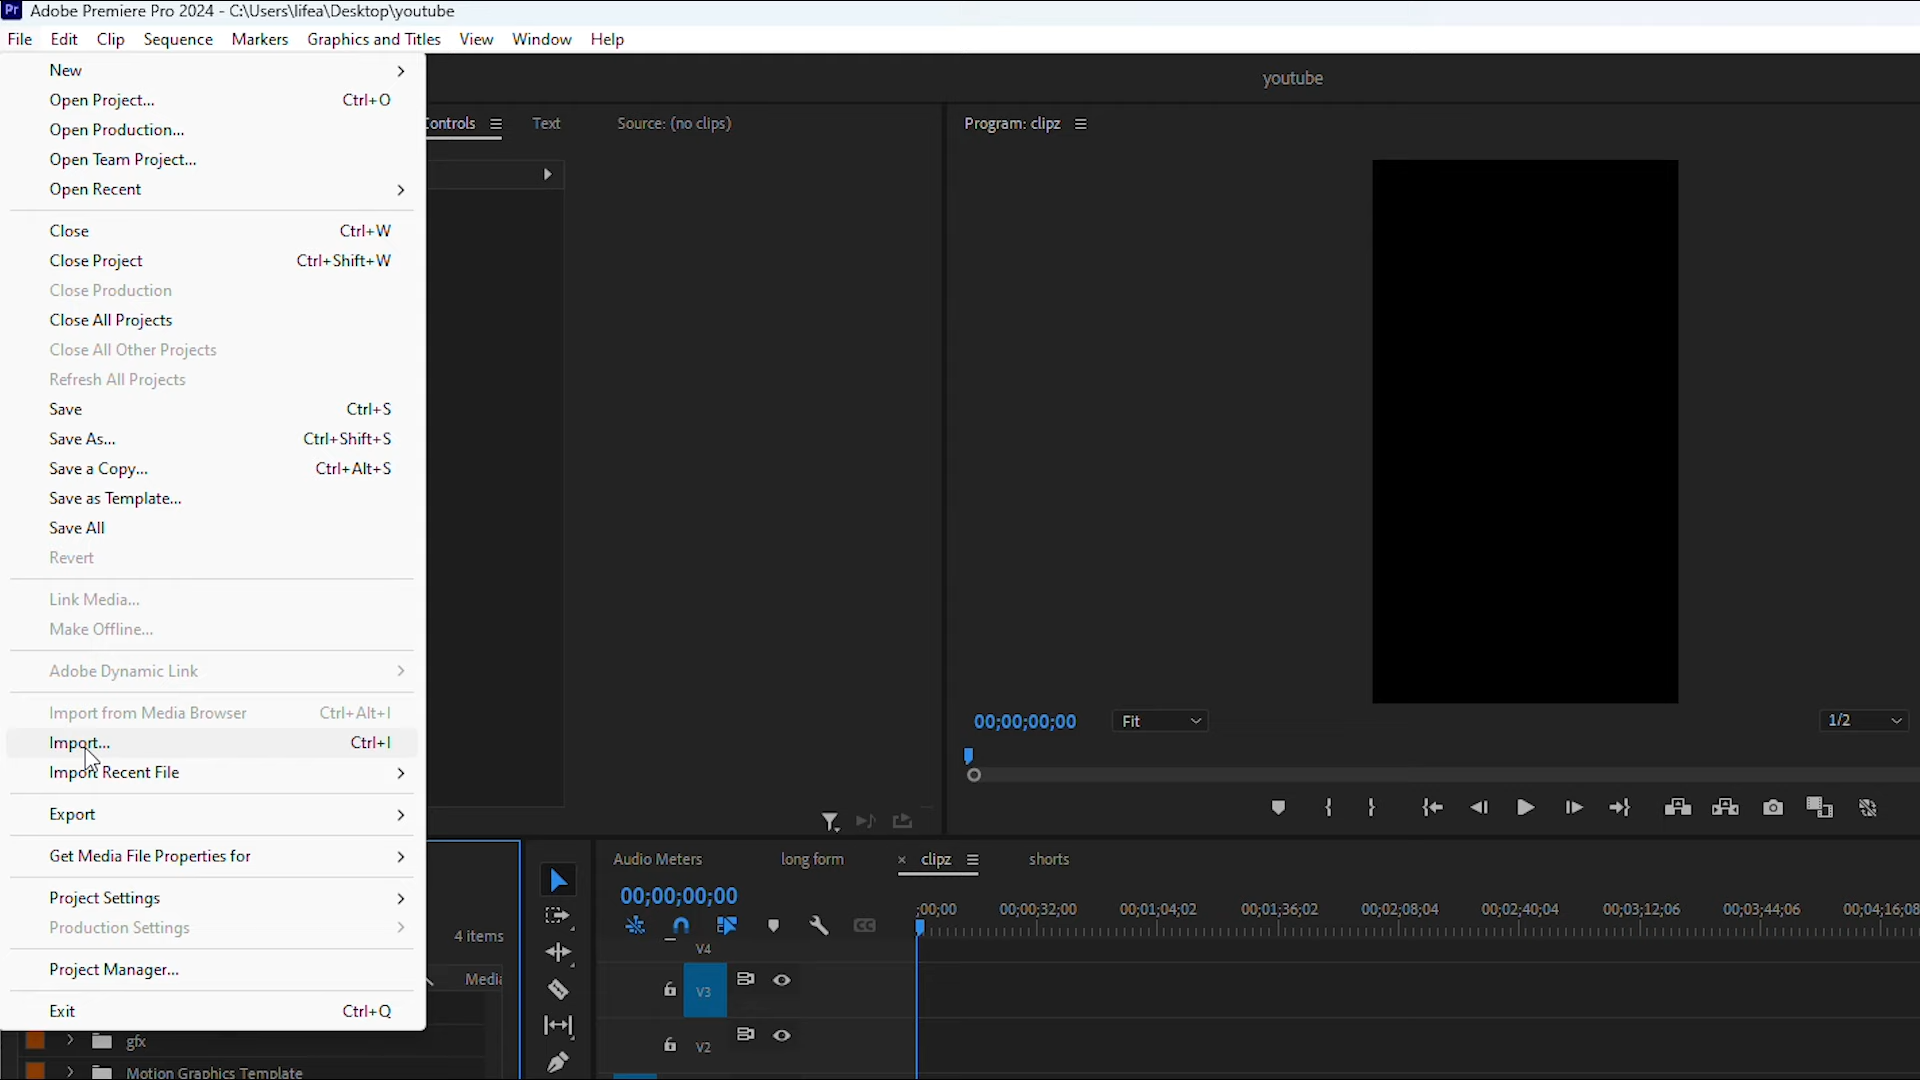 Pr Adobe Premiere Pro 2024 - C:\Users\lifea\Desktop\youtube
File Edit Clip Sequence Markers Graphics and Titles View Window Help
New
Open Project... Ctrl+O
Open Production...
Open Team Project...
Open Recent
Close Ctrl+W
Close Project Ctrl+Shift+W
Close Production
Close All Projects
Close All Other Projects
Refresh All Projects
Save Ctrl+S
Save As... Ctrl+Shift+S
Save a Copy... Ctrl+Alt+S
Save as Template...
Save All
Revert
Link Media...
Make Offline...
Adobe Dynamic Link
Import from Media Browser Ctrl+Alt+I
Import... Ctrl+I
Import Recent File
Export
Get Media File Properties for
Project Settings
Production Settings
Project Manager...
Exit Ctrl+Q
youtube
Controls Text Source: (no clips)
Program: clipz
00;00;00;00 Fit 1/2
4 items
Media
gfx
Motion Graphics Template
Audio Meters long form × clipz shorts
00;00;00;00
;00;00 00;00;32;00 00;01;04;02 00;01;36;02 00;02;08;04 00;02;40;04 00;03;12;06 00;03;44;06 00;04;16;08
CC
V4
V3
V2